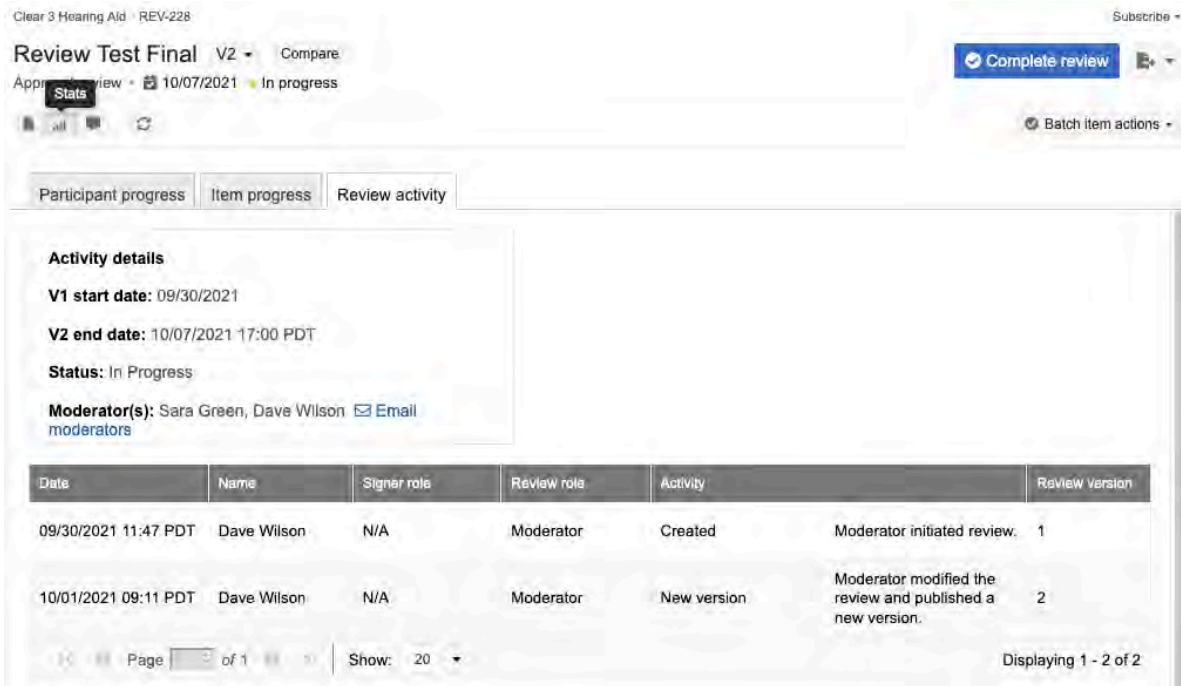 Clear 3 Hearing Aid REV-228
Subscribe
Review Test Final V2 Compare
Complete review
view 10/07/2021 In progress
Stats
Batch item actions
Participant progress Item progress Review activity
Activity details
V1 start date: 09/30/2021
V2 end date: 10/07/2021 17:00 PDT
Status: In Progress
Moderator(s): Sara Green, Dave Wilson Email
moderators
Date Name Signer role Review role Activity Review version
09/30/2021 11:47 PDT Dave Wilson N/A Moderator Created Moderator initiated review. 1
10/01/2021 09:11 PDT Dave Wilson N/A Moderator New version Moderator modified the
review and published a 2
new version.
Page of 1 Show: 20 Displaying 1 - 2 of 2